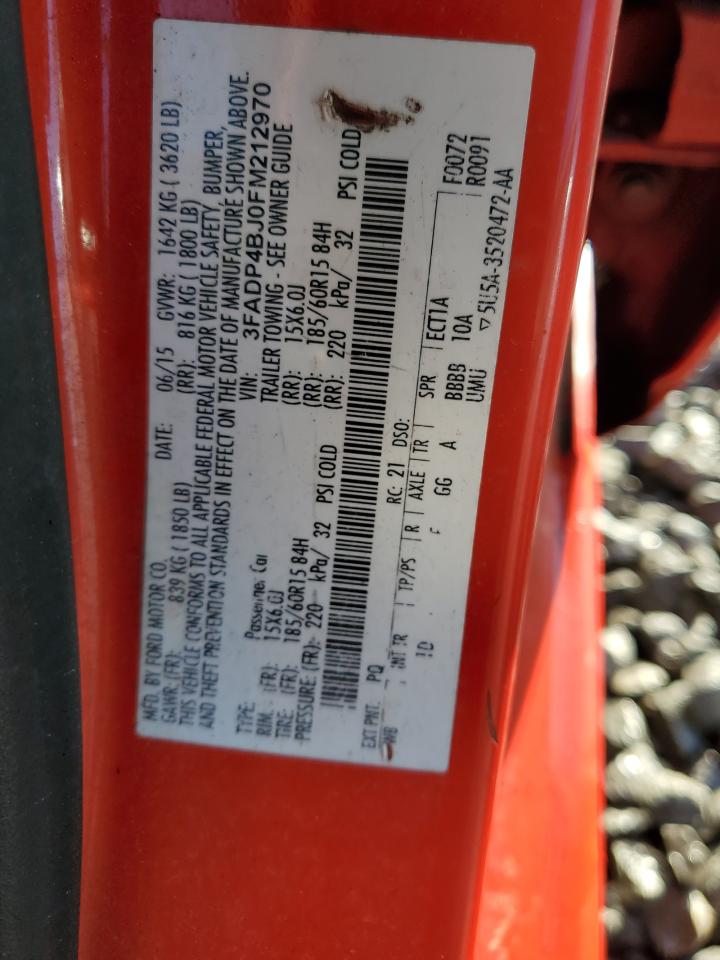 MFD. BY FORD MOTOR CO.
DATE: 06/15 GVWR: 1642 KG ( 3620 LB)
GAWR: (FR): 839 KG (1850 LB) (RR): 816 KG (1800 LB)
THIS VEHICLE CONFORMS TO ALL APPLICABLE FEDERAL MOTOR VEHICLE SAFETY, BUMPER,
AND THEFT PREVENTION STANDARDS IN EFFECT ON THE DATE OF MANUFACTURE SHOWN ABOVE.
VIN: 3FADP4BJ0FM212970
TYPE: Passenger Car TRAILER TOWING - SEE OWNER GUIDE
RIM: (FR): 15X6.0J (RR): 15X6.0J
TIRE: (FR): 185/60R15 84H (RR): 185/60R15 84H
PRESSURE: (FR): 220 kPa/ 32 PSI COLD (RR): 220 kPa/ 32 PSI COLD
EXT PNT: PQ RC: 21 DSO: F0072
R0091
WB INT TR TP/PS R AXLE TR SPR ECT1A
GG A BBBB 10A
UMU
▽5U5A-3520472-AA